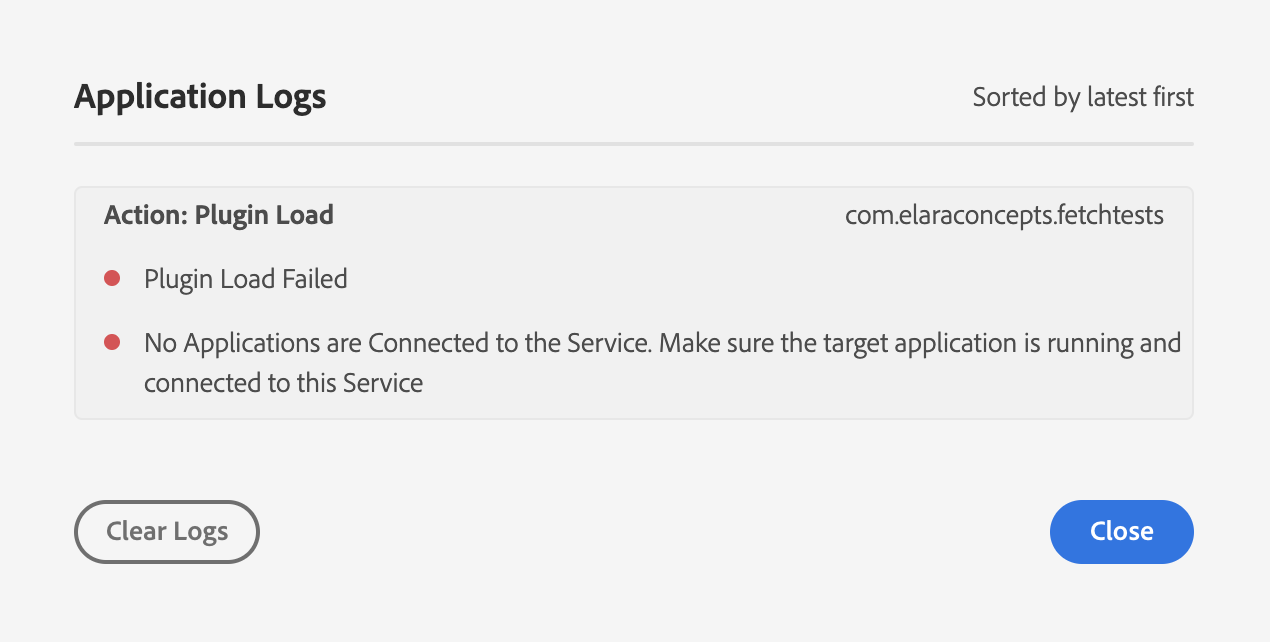 Application Logs
Sorted by latest first
Action: Plugin Load
com.elaraconcepts.fetchtests
Plugin Load Failed
No Applications are Connected to the Service. Make sure the target application is running and
connected to this Service
Clear Logs
Close